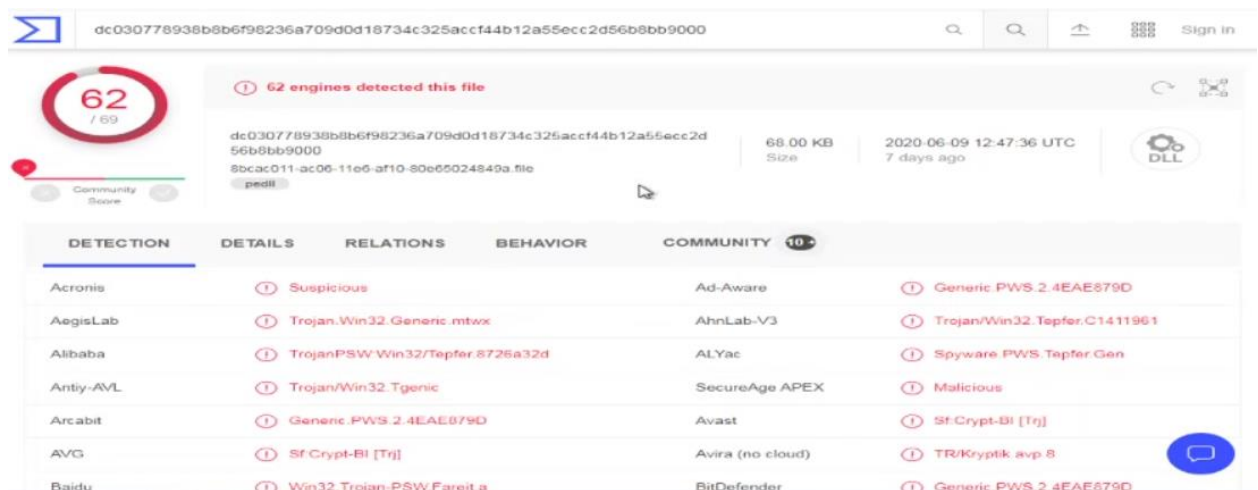 dc030778938b8b6f98236a709d0d18734c325accf44b12a55ecc2d56b8bb9000 Sign in
62
/ 69
62 engines detected this file
dc030778938b8b6f98236a709d0d18734c325accf44b12a55ecc2d
56b8bb9000
8bcac011-ac06-11e6-af10-80e65024849a.file
pedll
68.00 KB
Size
2020-06-09 12:47:36 UTC
7 days ago
DLL
Community
Score
DETECTION DETAILS RELATIONS BEHAVIOR COMMUNITY 10+
Acronis Suspicious Ad-Aware Generic.PWS.2.4EAE879D
AegisLab Trojan.Win32.Generic.mtwx AhnLab-V3 Trojan/Win32.Tepfer.C1411961
Alibaba TrojanPSW:Win32/Tepfer.8726a32d ALYac Spyware.PWS.Tepfer.Gen
Antiy-AVL Trojan/Win32.Tgenic SecureAge APEX Malicious
Arcabit Generic.PWS.2.4EAE879D Avast Sf:Crypt-BI [Trj]
AVG Sf:Crypt-BI [Trj] Avira (no cloud) TR/Kryptik.avp.8
Baidu Win32.Trojan-PSW.Fareit.a BitDefender Generic.PWS.2.4EAE879D